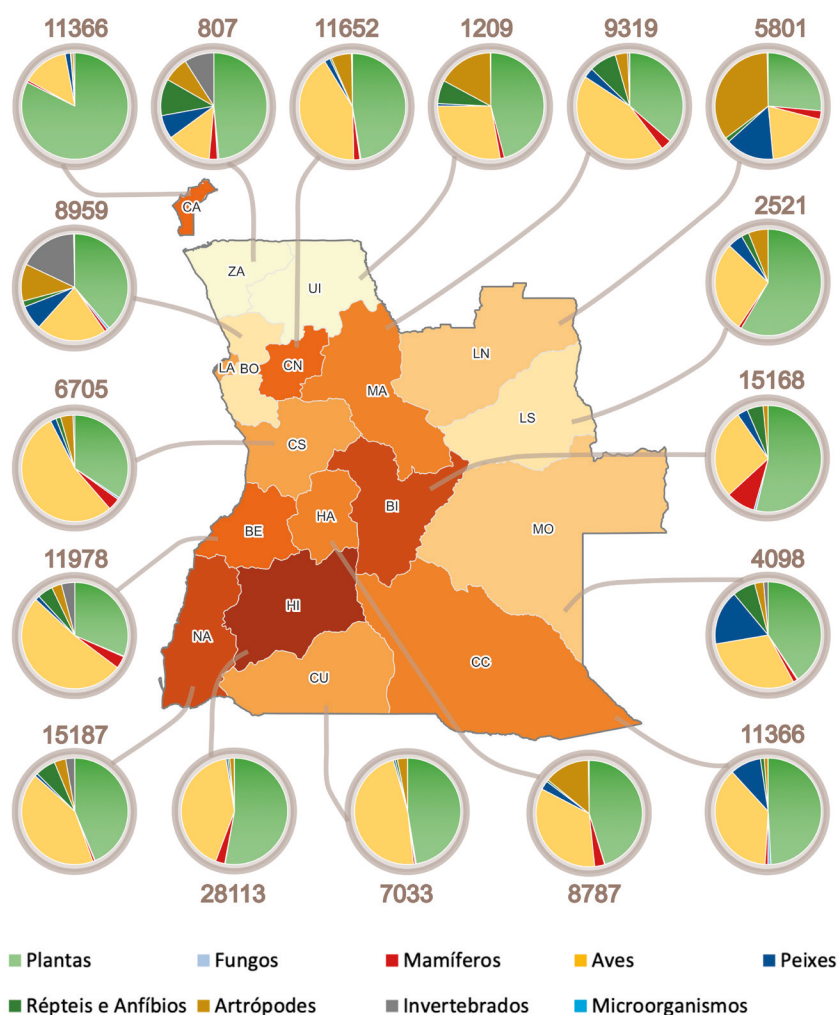 11366
807
11652
1209
9319
5801
CA
8959
2521
ZA
UI
LN
LA
BO
CN
MA
LS
6705
15168
CS
BI
HA
BE
MO
11978
4098
HI
NA
CC
CU
15187
11366
28113
7033
8787
Plantas Fungos Mamíferos Aves Peixes
Répteis e Anfíbios Artrópodes Invertebrados Microorganismos